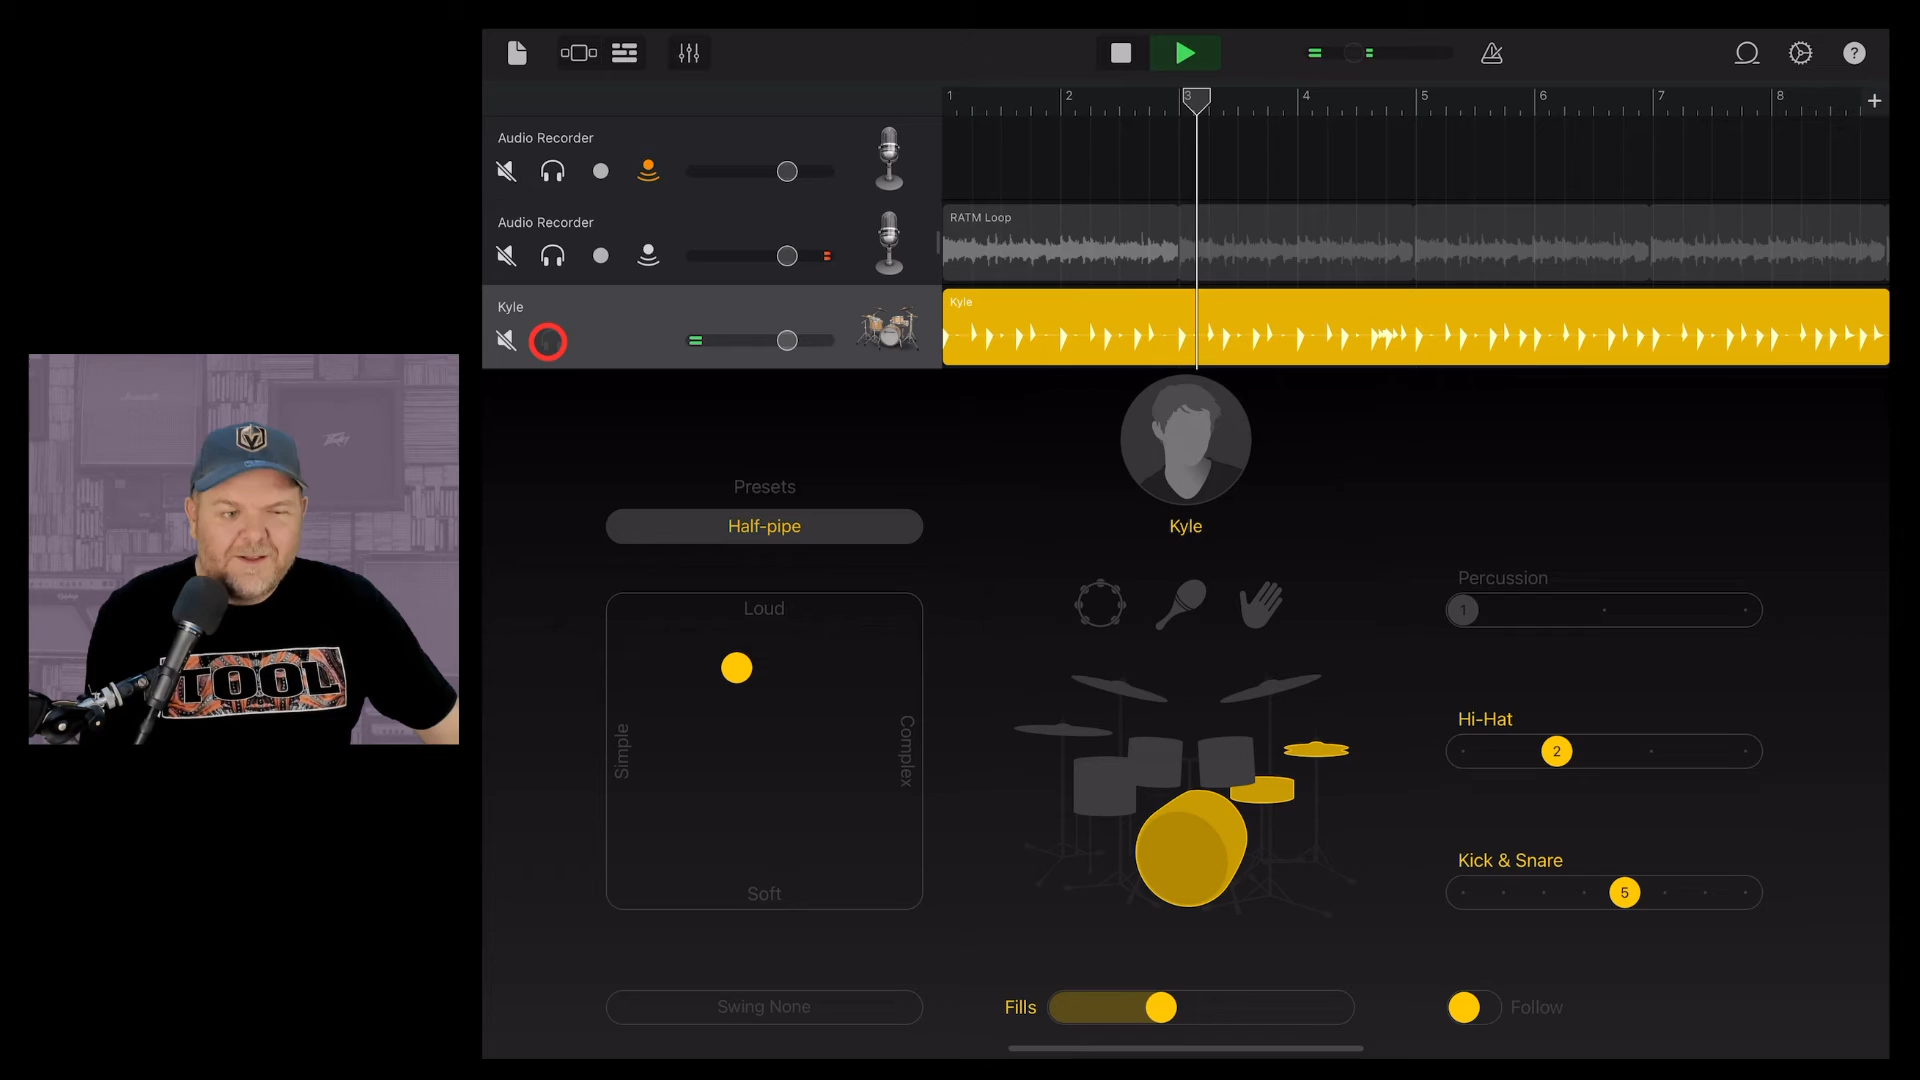 ?
1 2 3 4 5 6 7 8 +
Audio Recorder
Audio Recorder
RATM Loop
Kyle
Kyle
Presets
Half-pipe
Kyle
Loud
Simple
Complex
Soft
Percussion
1
Hi-Hat
2
Kick & Snare
5
Swing None
Fills
Follow
V
Peavey
TOOL